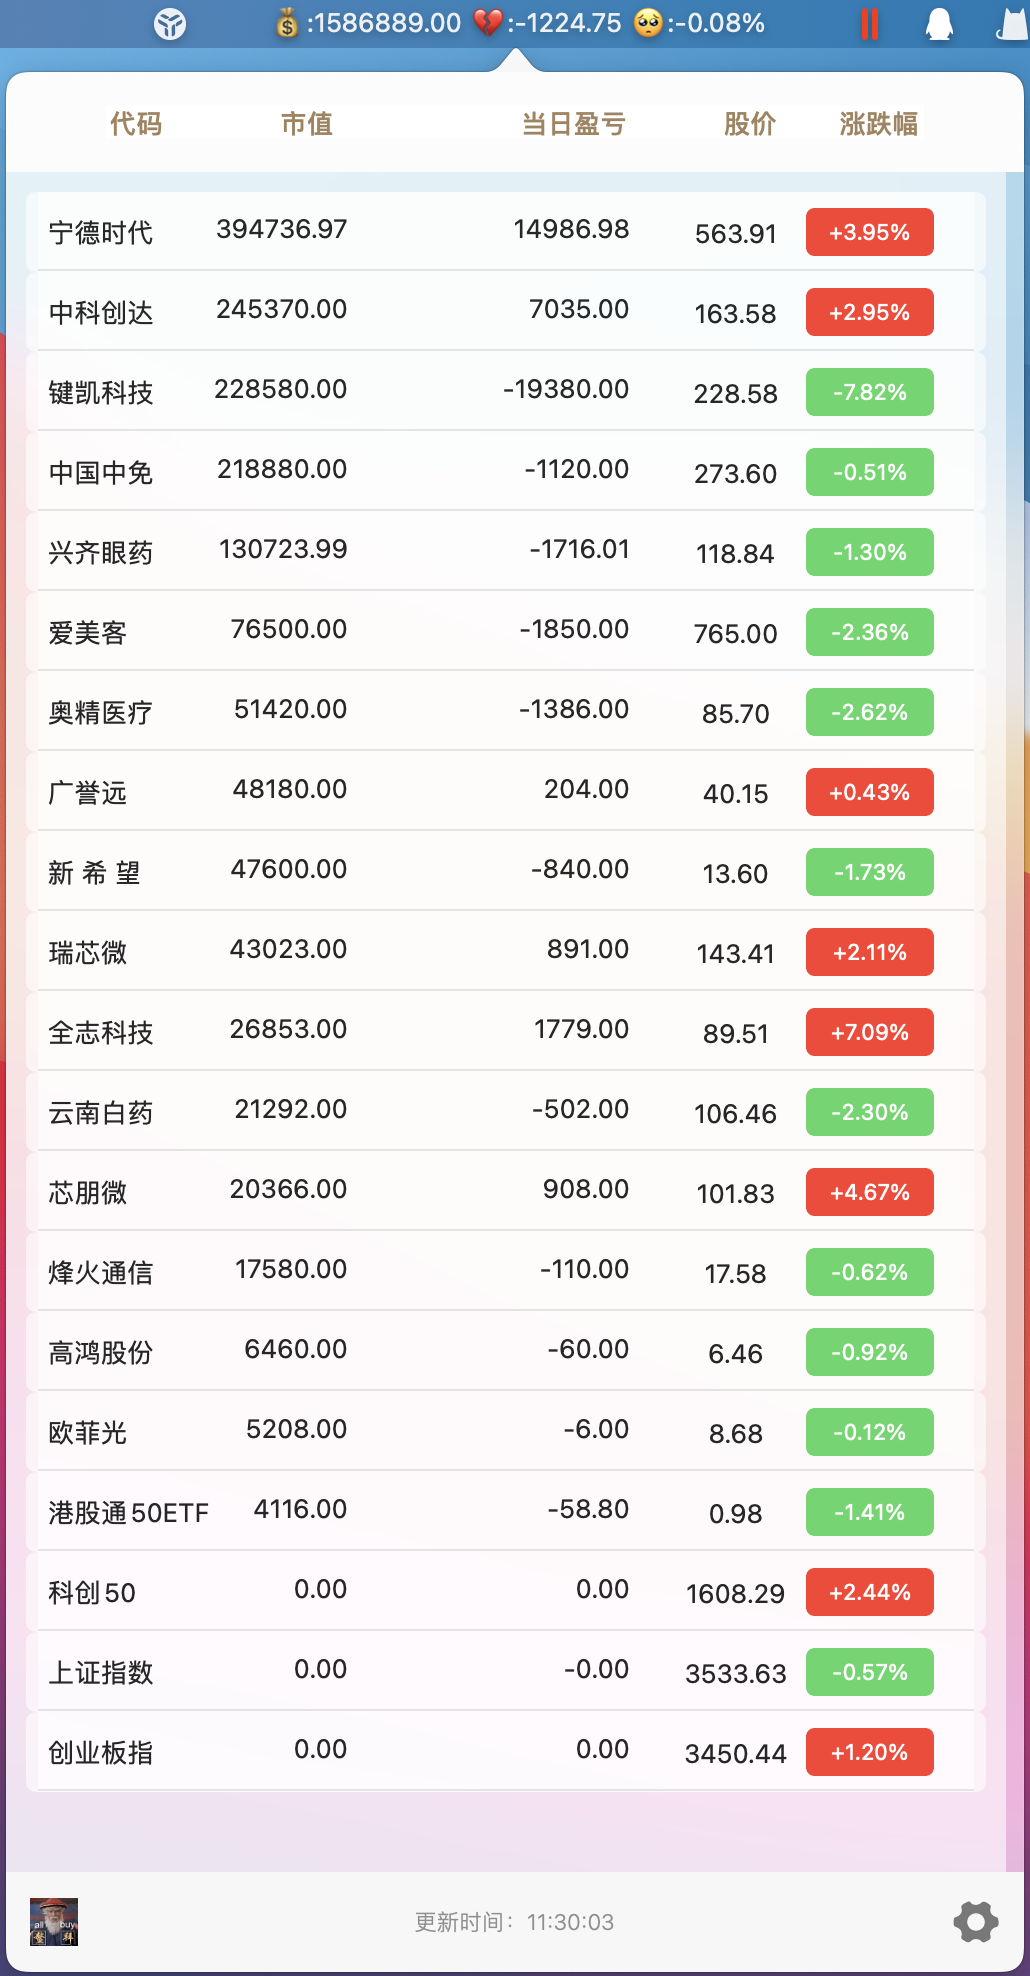 💰:1586889.00 💔:-1224.75 🥺:-0.08%
代码 市值 当日盈亏 股价 涨跌幅
宁德时代 394736.97 14986.98 563.91 +3.95%
中科创达 245370.00 7035.00 163.58 +2.95%
键凯科技 228580.00 -19380.00 228.58 -7.82%
中国中免 218880.00 -1120.00 273.60 -0.51%
兴齐眼药 130723.99 -1716.01 118.84 -1.30%
爱美客 76500.00 -1850.00 765.00 -2.36%
奥精医疗 51420.00 -1386.00 85.70 -2.62%
广誉远 48180.00 204.00 40.15 +0.43%
新 希 望 47600.00 -840.00 13.60 -1.73%
瑞芯微 43023.00 891.00 143.41 +2.11%
全志科技 26853.00 1779.00 89.51 +7.09%
云南白药 21292.00 -502.00 106.46 -2.30%
芯朋微 20366.00 908.00 101.83 +4.67%
烽火通信 17580.00 -110.00 17.58 -0.62%
高鸿股份 6460.00 -60.00 6.46 -0.92%
欧菲光 5208.00 -6.00 8.68 -0.12%
港股通50ETF 4116.00 -58.80 0.98 -1.41%
科创50 0.00 0.00 1608.29 +2.44%
上证指数 0.00 -0.00 3533.63 -0.57%
创业板指 0.00 0.00 3450.44 +1.20%
all buy
鳌 拜
更新时间：11:30:03